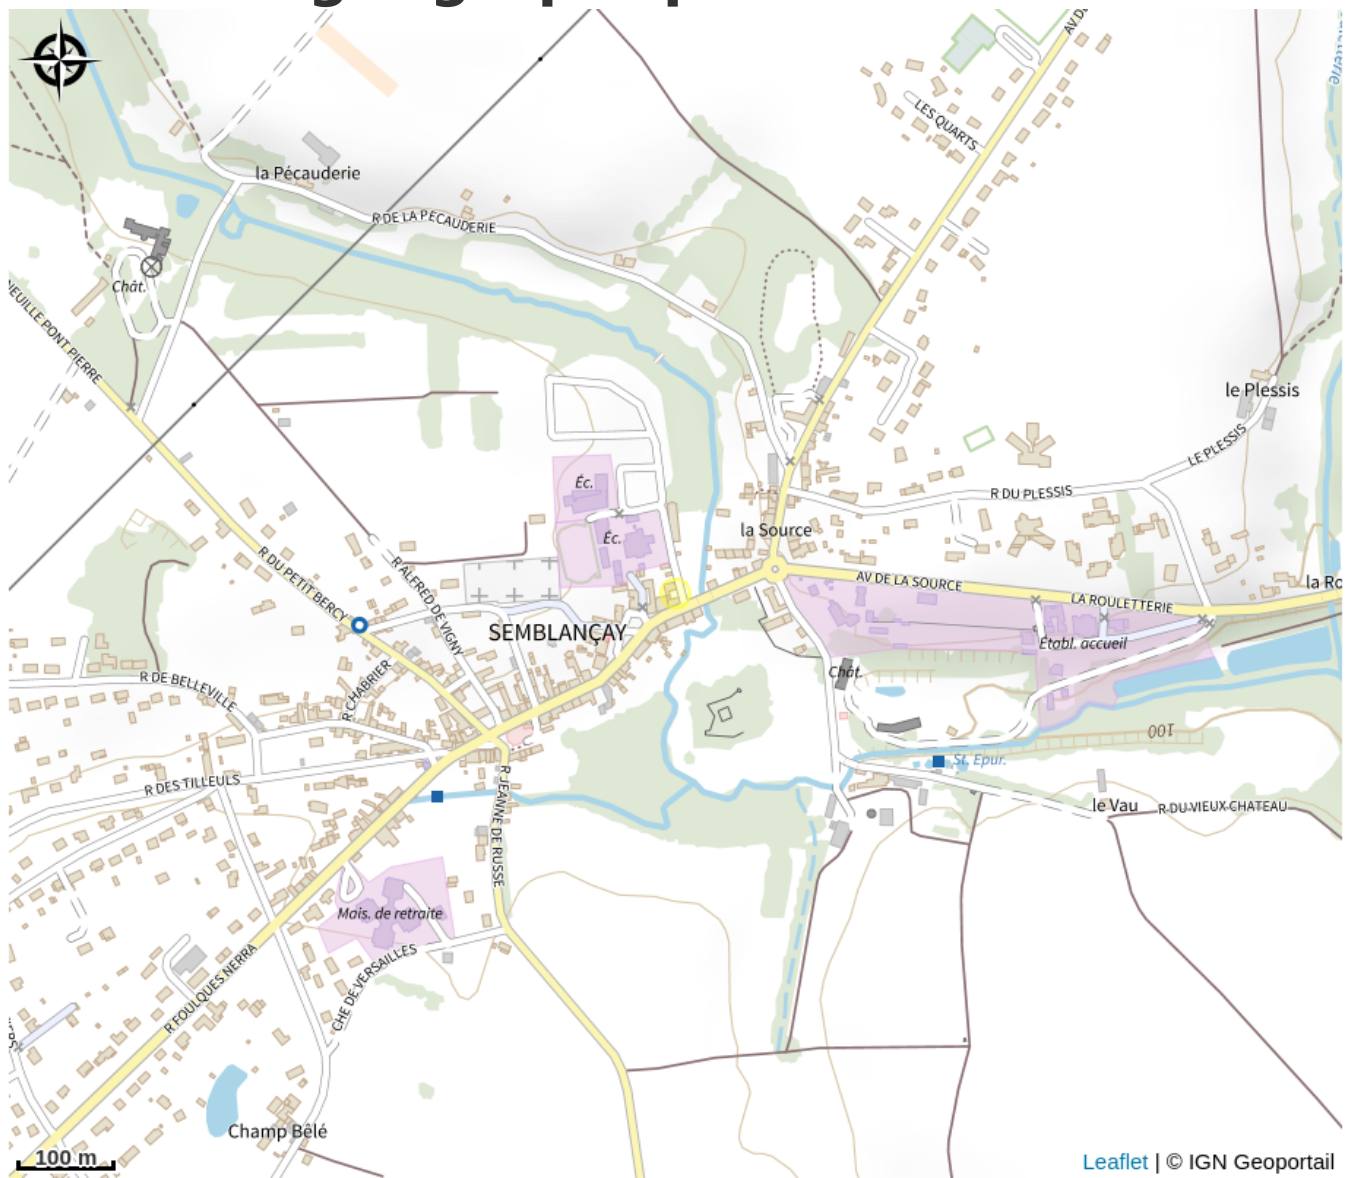 la Pécauderie
R DE LA PECAUDERIE
LES QUARTS
Chât.
NEUILLE PONT PIERRE
le Plessis
LE PLESSIS
R DU PLESSIS
Éc.
Éc.
la Source
AV DE LA SOURCE
LA ROULETTERIE
R DU PETIT BERCY
R ALFRED DE VIGNY
SEMBLANÇAY
Établ. accueil
R DE BELLEVILLE
R CHABRIER
Chât.
100
St. Epur.
R DES TILLEULS
R JEANNE DE RUSSE
le Vau
R DU VIEUX CHATEAU
Mais. de retraite
CHE DE VERSAILLES
R FOULQUES NERRA
Champ Bêlé
100 m
Leaflet | © IGN Geoportail